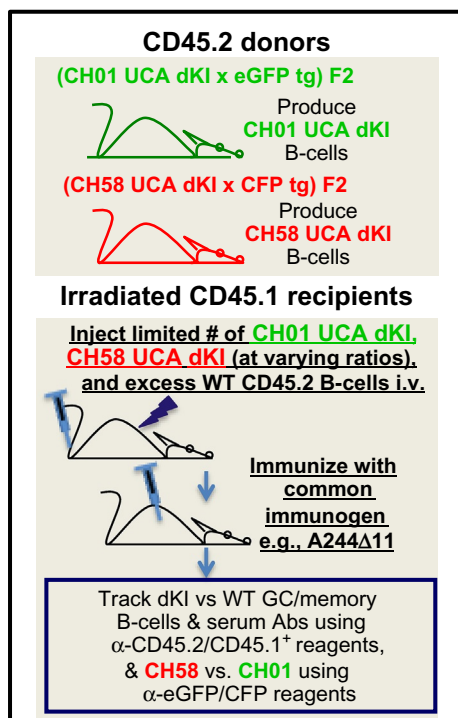 CD45.2 donors
(CH01 UCA dKI x eGFP tg) F2
Produce
CH01 UCA dKI
B-cells
(CH58 UCA dKI x CFP tg) F2
Produce
CH58 UCA dKI
B-cells
Irradiated CD45.1 recipients
Inject limited # of CH01 UCA dKI,
CH58 UCA dKI (at varying ratios),
and excess WT CD45.2 B-cells i.v.
Immunize with
common
immunogen
e.g., A244Δ11
Track dKI vs WT GC/memory
B-cells & serum Abs using
α-CD45.2/CD45.1⁺ reagents,
& CH58 vs. CH01 using
α-eGFP/CFP reagents